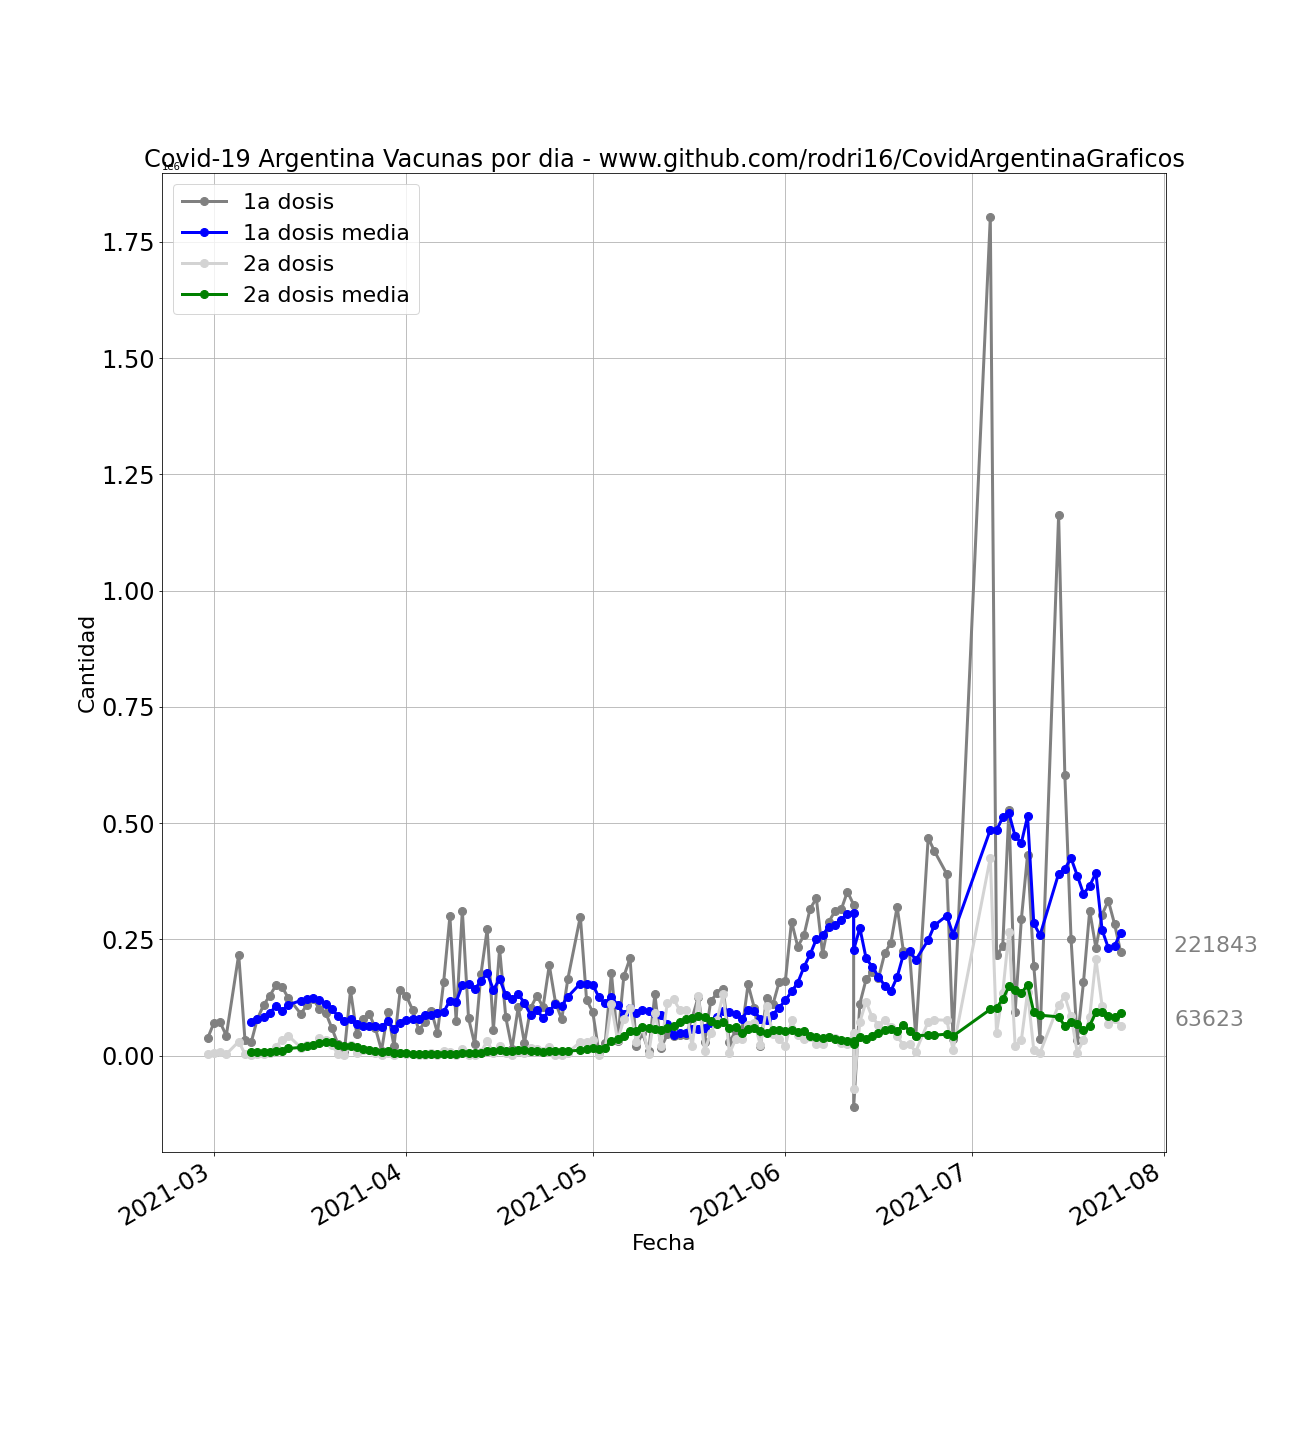 Covid-19 Argentina Vacunas por dia - www.github.com/rodri16/CovidArgentinaGraficos
1e6
1a dosis
1a dosis media
2a dosis
2a dosis media
1.75
1.50
1.25
1.00
0.75
0.50
0.25
0.00
Cantidad
221843
63623
2021-03
2021-04
2021-05
2021-06
2021-07
2021-08
Fecha